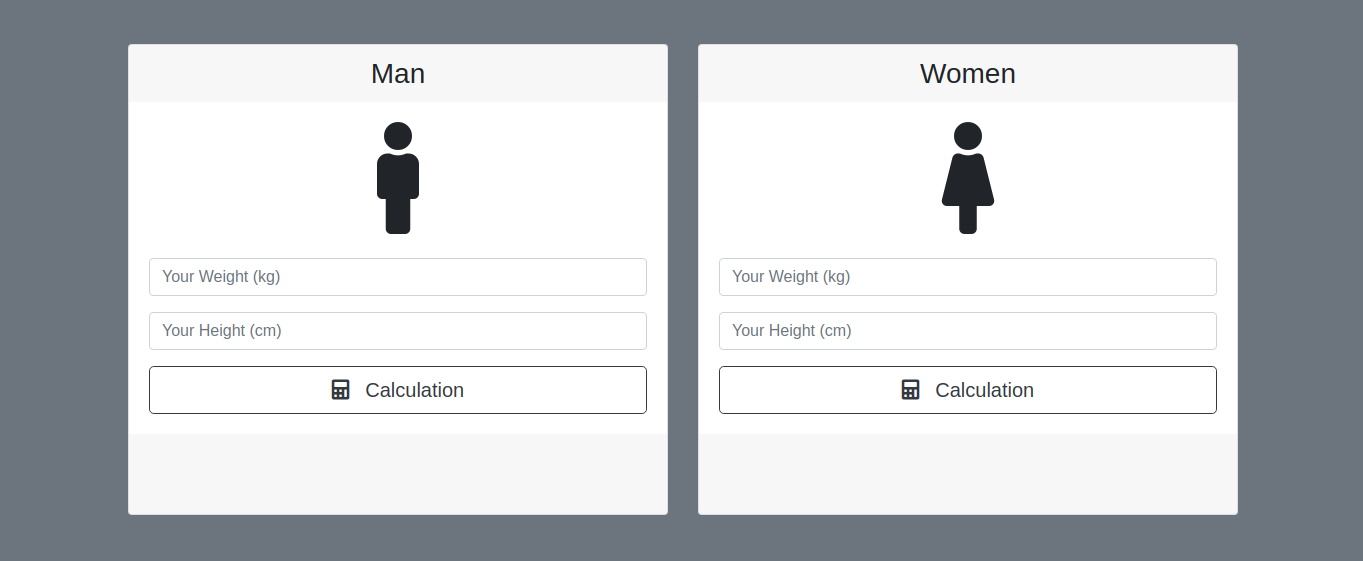 Man
Your Weight (kg)
Your Height (cm)
Calculation
Women
Your Weight (kg)
Your Height (cm)
Calculation